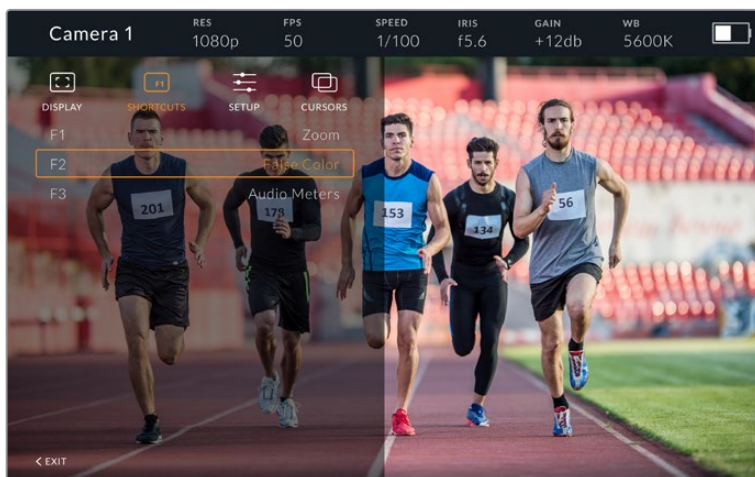 Camera 1
RES
1080p
FPS
50
SPEED
1/100
IRIS
f5.6
GAIN
+12db
WB
5600K
F1
DISPLAY
SHORTCUTS
SETUP
CURSORS
F1 Zoom
F2 False Color
F3 Audio Meters
201
178
153
134
56
< EXIT